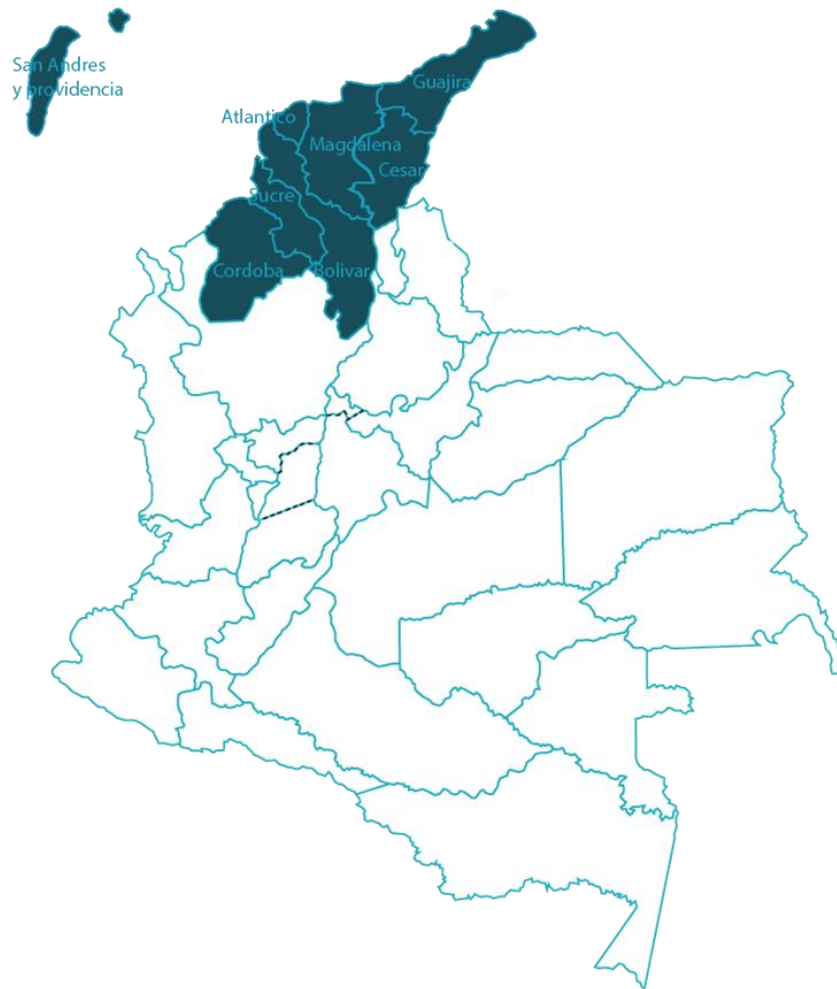 San Andres
y providencia
Guajira
Atlantico
Magdalena
Cesar
Sucre
Cordoba
Bolivar